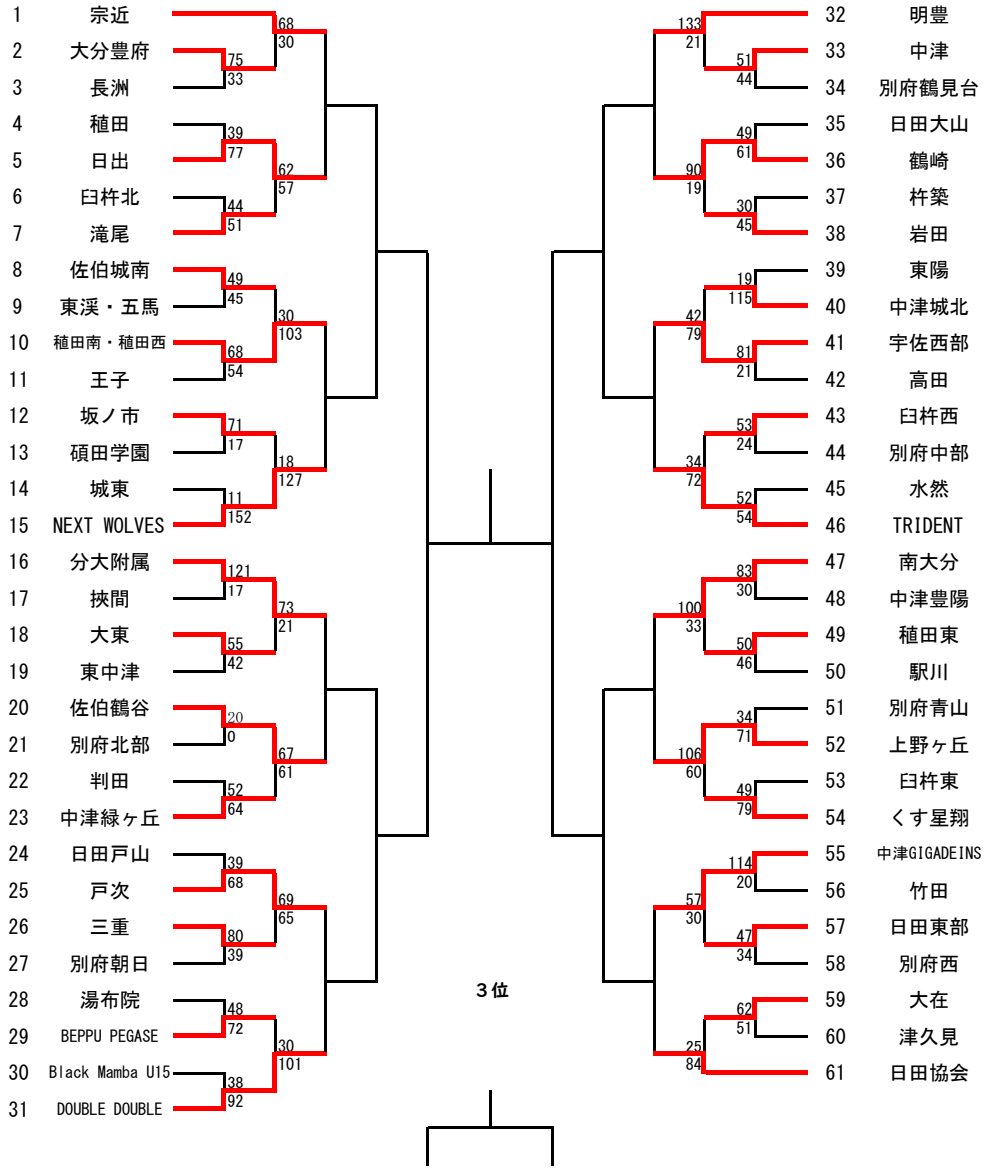 1 宗近
2 大分豊府
3 長洲
4 稙田
5 日出
6 臼杵北
7 滝尾
8 佐伯城南
9 東渓・五馬
10 稙田南・稙田西
11 王子
12 坂ノ市
13 碩田学園
14 城東
15 NEXT WOLVES
16 分大附属
17 挾間
18 大東
19 東中津
20 佐伯鶴谷
21 別府北部
22 判田
23 中津緑ヶ丘
24 日田戸山
25 戸次
26 三重
27 別府朝日
28 湯布院
29 BEPPU PEGASE
30 Black Mamba U15
31 DOUBLE DOUBLE
75
33
39
77
44
51
49
45
68
54
71
17
11
152
121
17
55
42
20
0
52
64
39
68
80
39
48
72
38
92
68
30
62
57
30
103
18
127
73
21
67
61
69
65
30
101
3位
133
21
90
19
42
79
34
72
100
33
106
60
57
30
25
84
51
44
49
61
30
45
19
115
81
21
53
24
52
54
83
30
50
46
34
71
49
79
114
20
47
34
62
51
32 明豊
33 中津
34 別府鶴見台
35 日田大山
36 鶴崎
37 杵築
38 岩田
39 東陽
40 中津城北
41 宇佐西部
42 高田
43 臼杵西
44 別府中部
45 水然
46 TRIDENT
47 南大分
48 中津豊陽
49 稙田東
50 駅川
51 別府青山
52 上野ヶ丘
53 臼杵東
54 くす星翔
55 中津GIGADEINS
56 竹田
57 日田東部
58 別府西
59 大在
60 津久見
61 日田協会